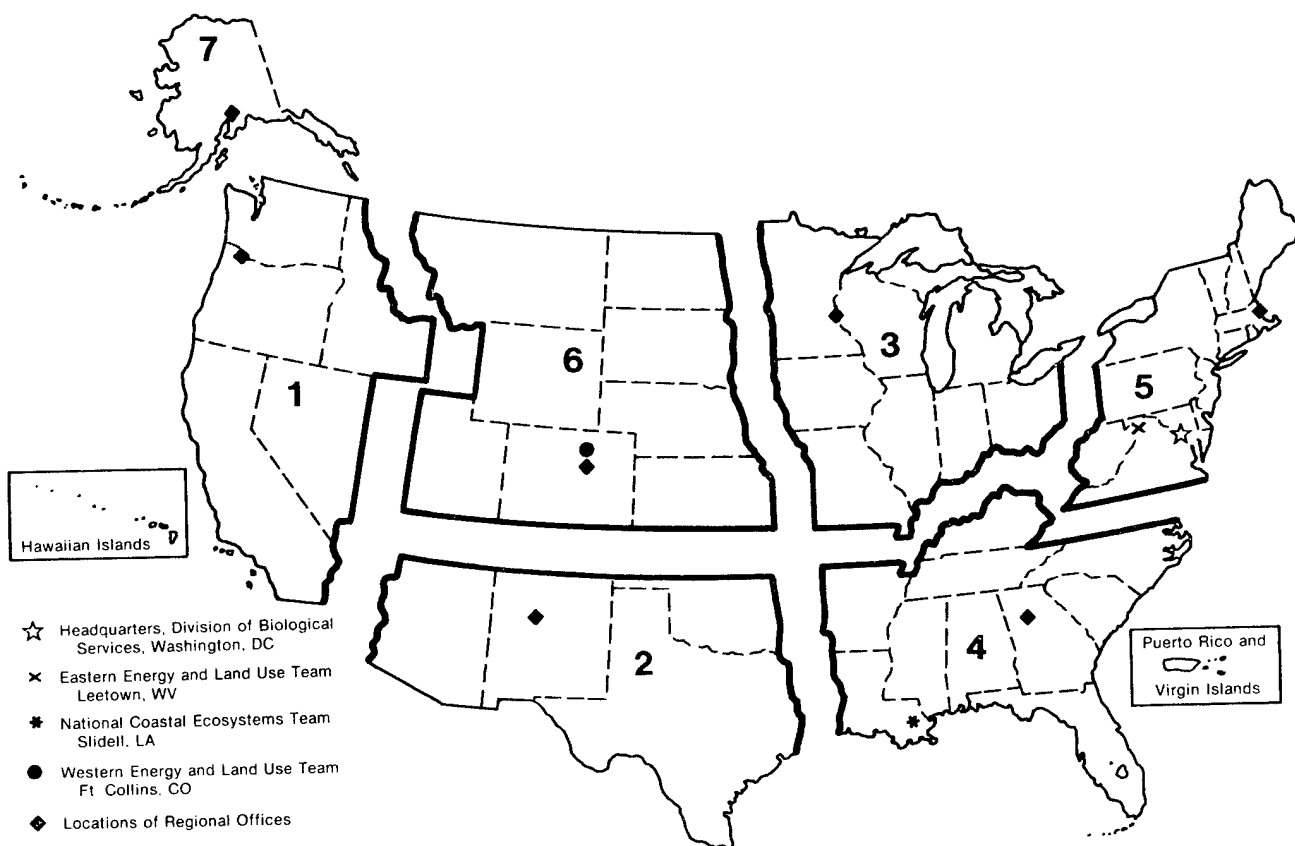 7
1
6
3
5
2
4
Hawaiian Islands
Puerto Rico and
Virgin Islands
Headquarters, Division of Biological
Services, Washington, DC
Eastern Energy and Land Use Team
Leetown, WV
National Coastal Ecosystems Team
Slidell, LA
Western Energy and Land Use Team
Ft Collins, CO
Locations of Regional Offices